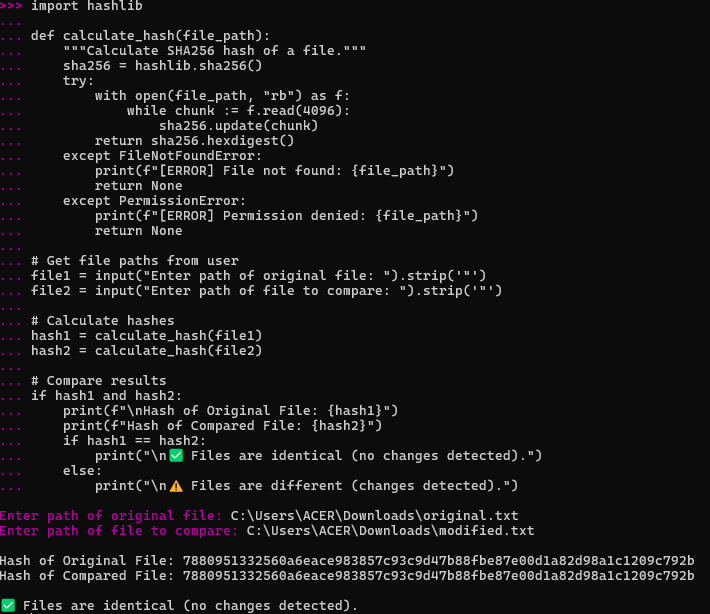 >>> import hashlib
...
... def calculate_hash(file_path):
...     """Calculate SHA256 hash of a file."""
...     sha256 = hashlib.sha256()
...     try:
...         with open(file_path, "rb") as f:
...             while chunk := f.read(4096):
...                 sha256.update(chunk)
...         return sha256.hexdigest()
...     except FileNotFoundError:
...         print(f"[ERROR] File not found: {file_path}")
...         return None
...     except PermissionError:
...         print(f"[ERROR] Permission denied: {file_path}")
...         return None
...
... # Get file paths from user
... file1 = input("Enter path of original file: ").strip('"')
... file2 = input("Enter path of file to compare: ").strip('"')
...
... # Calculate hashes
... hash1 = calculate_hash(file1)
... hash2 = calculate_hash(file2)
...
... # Compare results
... if hash1 and hash2:
...     print(f"\nHash of Original File: {hash1}")
...     print(f"Hash of Compared File: {hash2}")
...     if hash1 == hash2:
...         print("\n✅ Files are identical (no changes detected).")
...     else:
...         print("\n⚠️ Files are different (changes detected).")
Enter path of original file: C:\Users\ACER\Downloads\original.txt
Enter path of file to compare: C:\Users\ACER\Downloads\modified.txt
Hash of Original File: 7880951332560a6eace983857c93c9d47b88fbe87e00d1a82d98a1c1209c792b
Hash of Compared File: 7880951332560a6eace983857c93c9d47b88fbe87e00d1a82d98a1c1209c792b
✅ Files are identical (no changes detected).